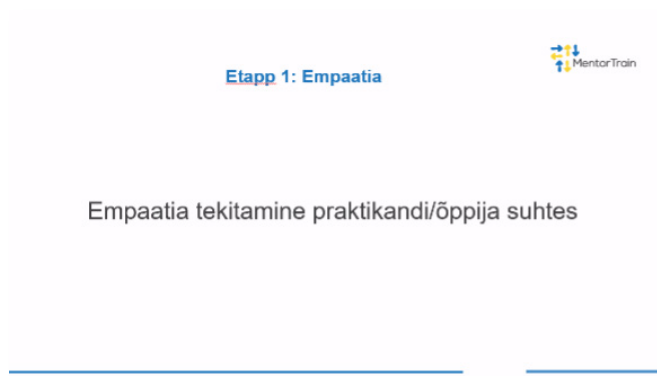 Etapp 1: Empaatia
MentorTrain
Empaatia tekitamine praktikandi/õppija suhtes